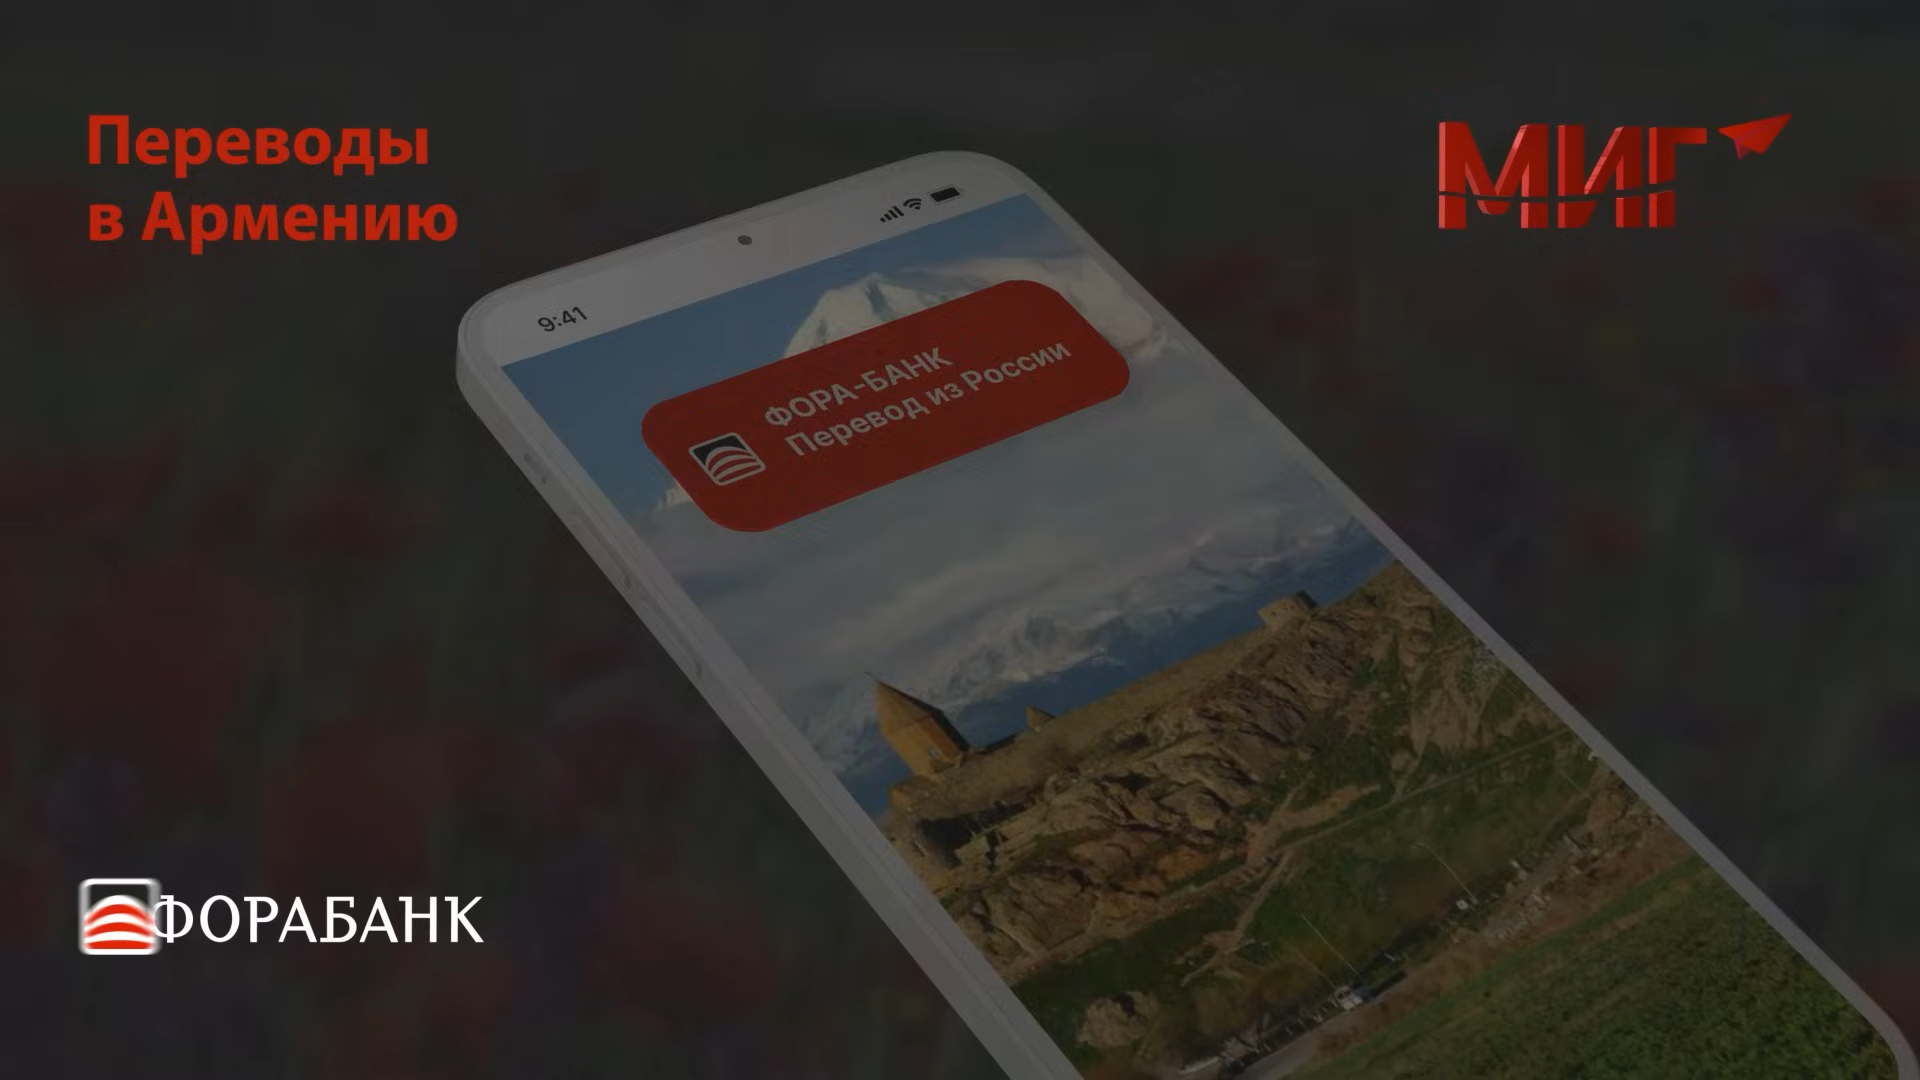 Переводы
в Армению
МИГ
9:41
ФОРА-БАНК
Перевод из России
ФОРАБАНК